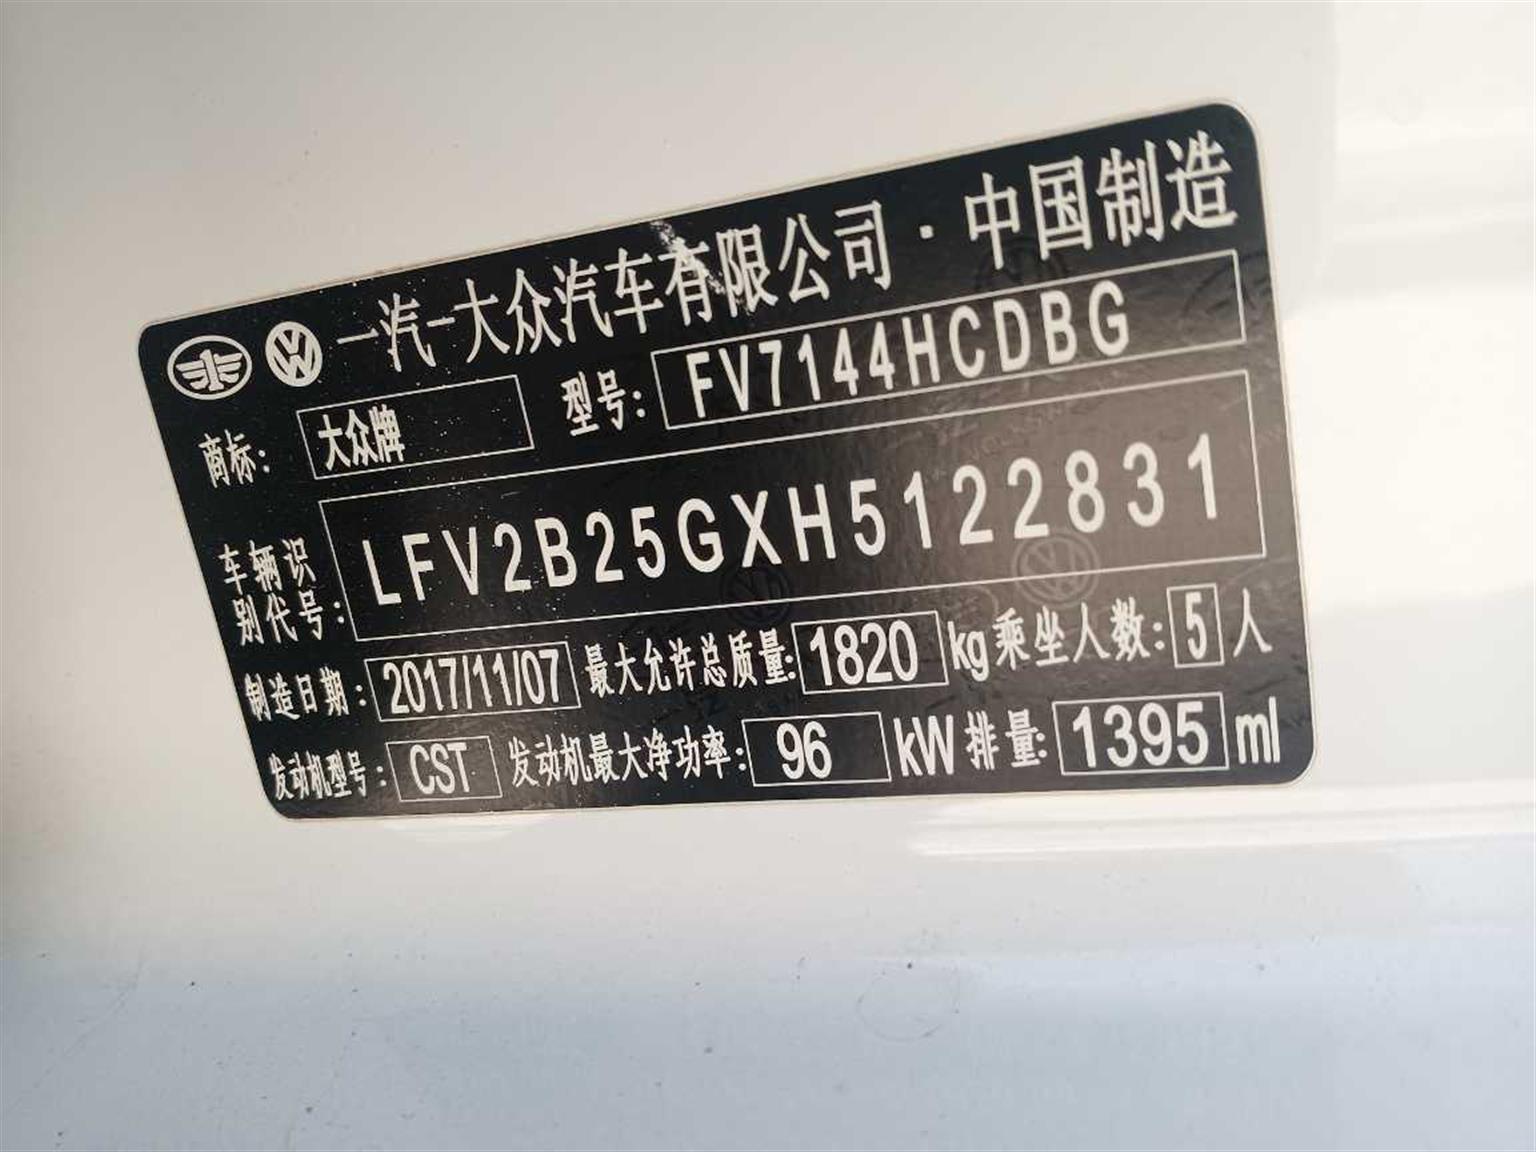 一汽-大众汽车有限公司·中国制造
商标: 大众牌 型号: FV7144HCDBG
车辆识别代号: LFV2B25GXH5122831
制造日期: 2017/11/07 最大允许总质量: 1820 kg 乘坐人数: 5 人
发动机型号: CST 发动机最大净功率: 96 kW 排量: 1395 ml